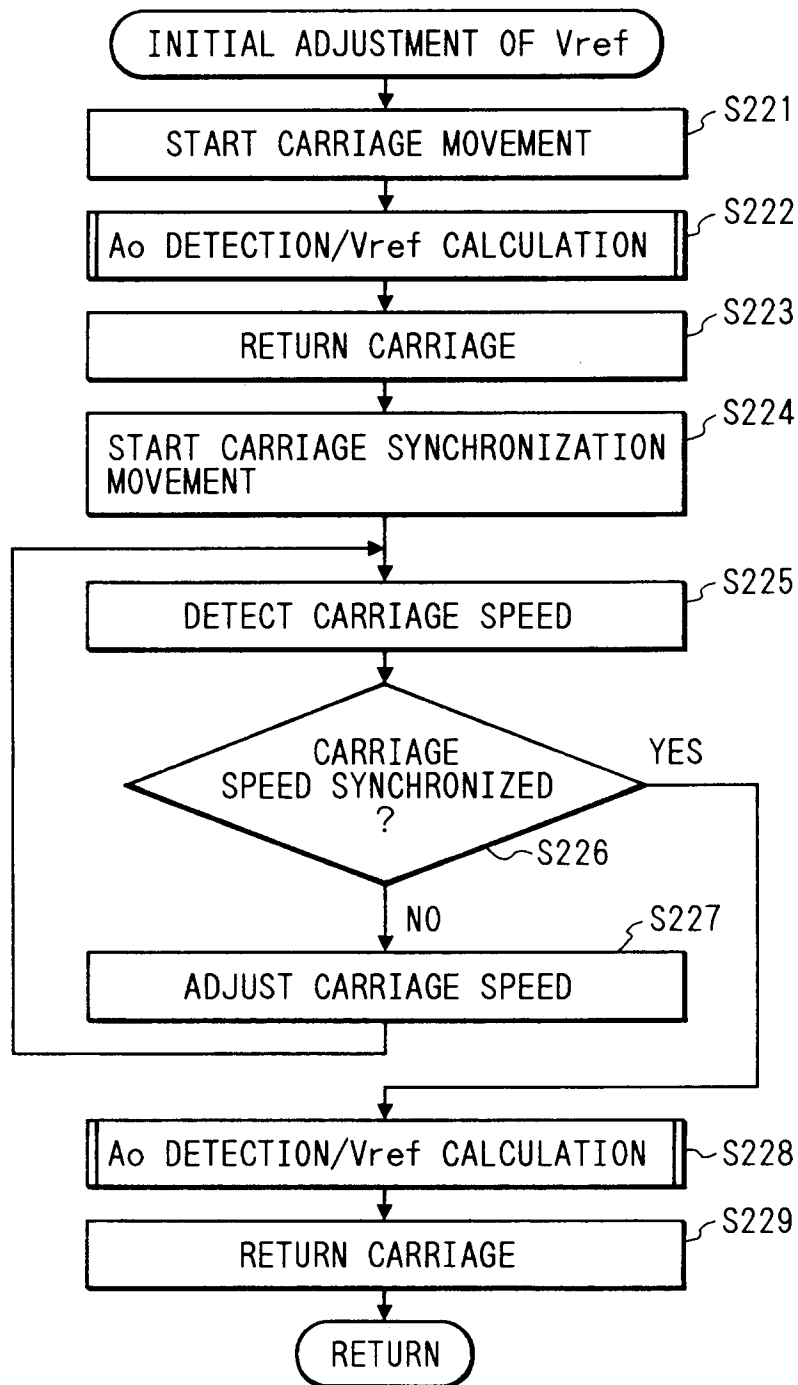 INITIAL ADJUSTMENT OF Vref
S221
START CARRIAGE MOVEMENT
S222
Ao DETECTION/Vref CALCULATION
S223
RETURN CARRIAGE
S224
START CARRIAGE SYNCHRONIZATION
MOVEMENT
S225
DETECT CARRIAGE SPEED
CARRIAGE
SPEED SYNCHRONIZED
?
YES
S226
NO
S227
ADJUST CARRIAGE SPEED
Ao DETECTION/Vref CALCULATION
S228
S229
RETURN CARRIAGE
RETURN